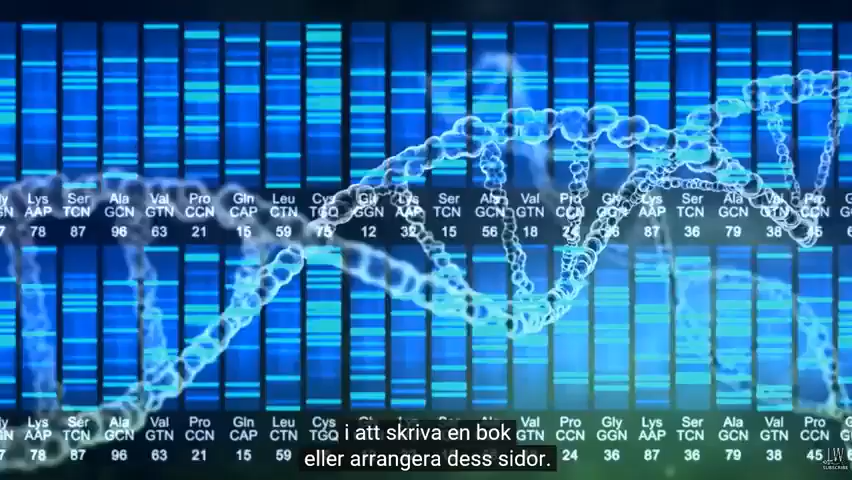 Lys Ser Ala Val Pro Gln Leu Cys Gly Lys Ser Ala Val Pro Gly Lys Ser Ala Val Pro
AAP TCN GCN GTN CCN CAP CTN TGQ GGN AAP TCN GCN GTN CCN GGN AAP TCN GCN GTN CCN
78 87 96 63 21 15 59 75 12 32 15 56 18 24 36 87 36 79 38 45
Lys Ser Ala Val Pro Gln Leu Cys Val Pro Gly Lys Ser Ala Val Pro
AAP TCN GCN GTN CCN CAP CTN TGQ GTN CCN GGN AAP TCN GCN GTN CCN
78 87 96 63 21 15 59 24 36 87 36 79 38 45
i att skriva en bok
eller arrangera dess sidor.
LW
SUBSCRIBE